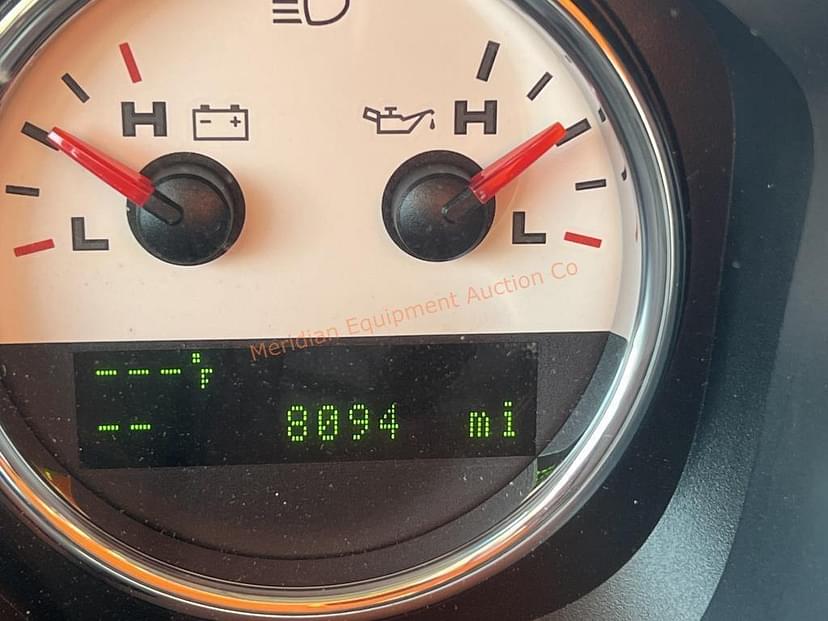 H H
L L
Meridian Equipment Auction Co
---°F
-- 8094 mi